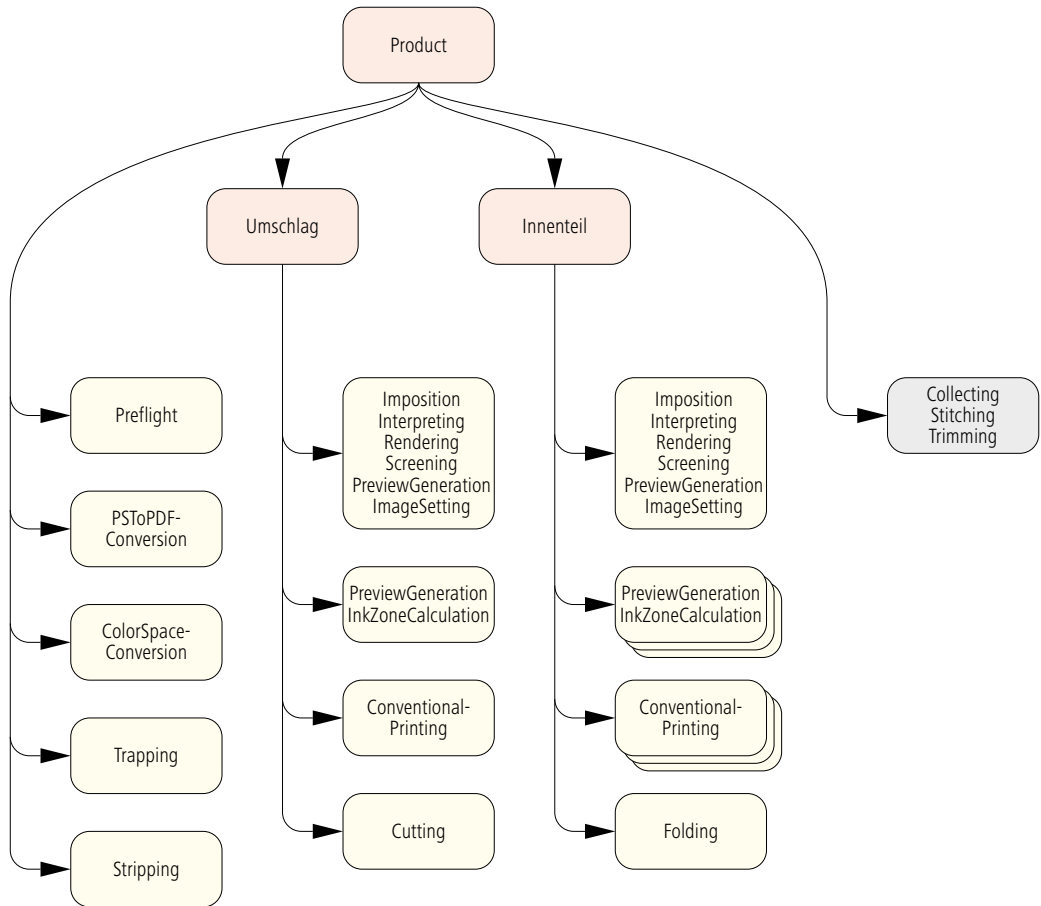 Product
Umschlag
Innenteil
Preflight
PSToPDF-
Conversion
ColorSpace-
Conversion
Trapping
Stripping
Imposition
Interpreting
Rendering
Screening
PreviewGeneration
ImageSetting
PreviewGeneration
InkZoneCalculation
Conventional-
Printing
Cutting
Imposition
Interpreting
Rendering
Screening
PreviewGeneration
ImageSetting
PreviewGeneration
InkZoneCalculation
Conventional-
Printing
Folding
Collecting
Stitching
Trimming